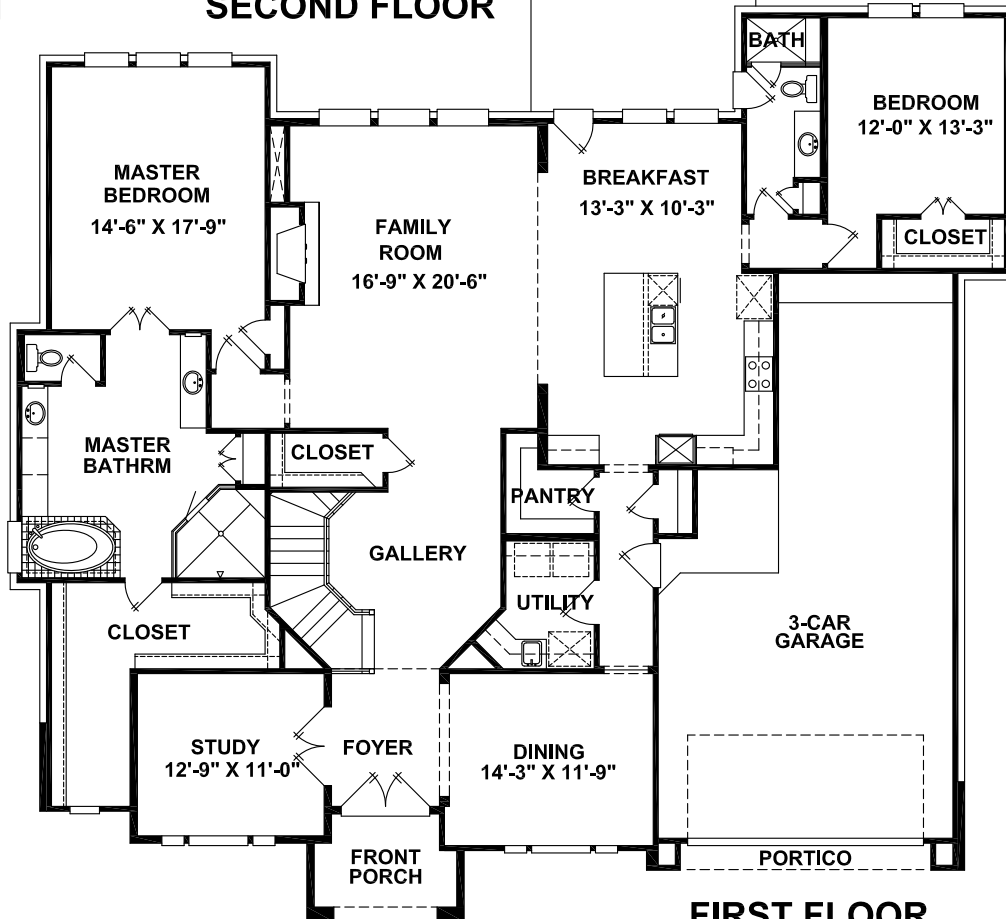 SECOND FLOOR
BATH
BEDROOM
12'-0" X 13'-3"
CLOSET
MASTER
BEDROOM
14'-6" X 17'-9"
FAMILY
ROOM
16'-9" X 20'-6"
BREAKFAST
13'-3" X 10'-3"
MASTER
BATHRM
CLOSET
PANTRY
GALLERY
UTILITY
CLOSET
3-CAR
GARAGE
STUDY
12'-9" X 11'-0"
FOYER
DINING
14'-3" X 11'-9"
FRONT
PORCH
PORTICO
FIRST FLOOR